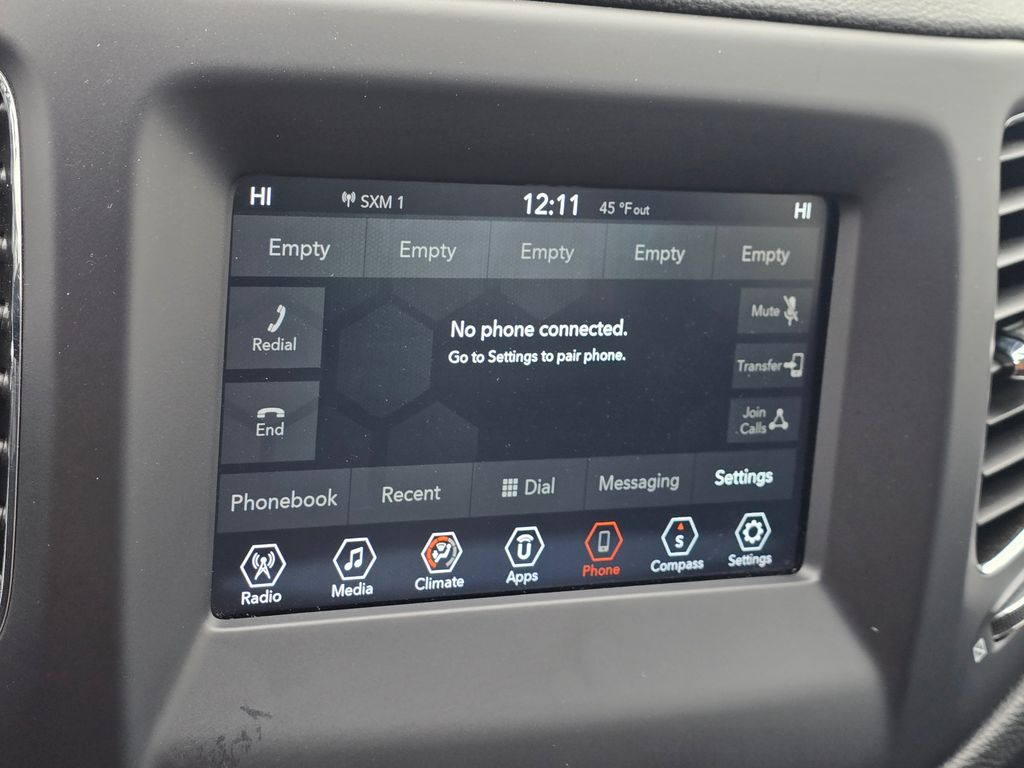 HI SXM 1 12:11 45 °F out HI
Empty Empty Empty Empty Empty
Redial
No phone connected.
Go to Settings to pair phone.
Mute
Transfer
End
Join
Calls
Phonebook Recent Dial Messaging Settings
U
S
Radio Media Climate Apps Phone Compass Settings